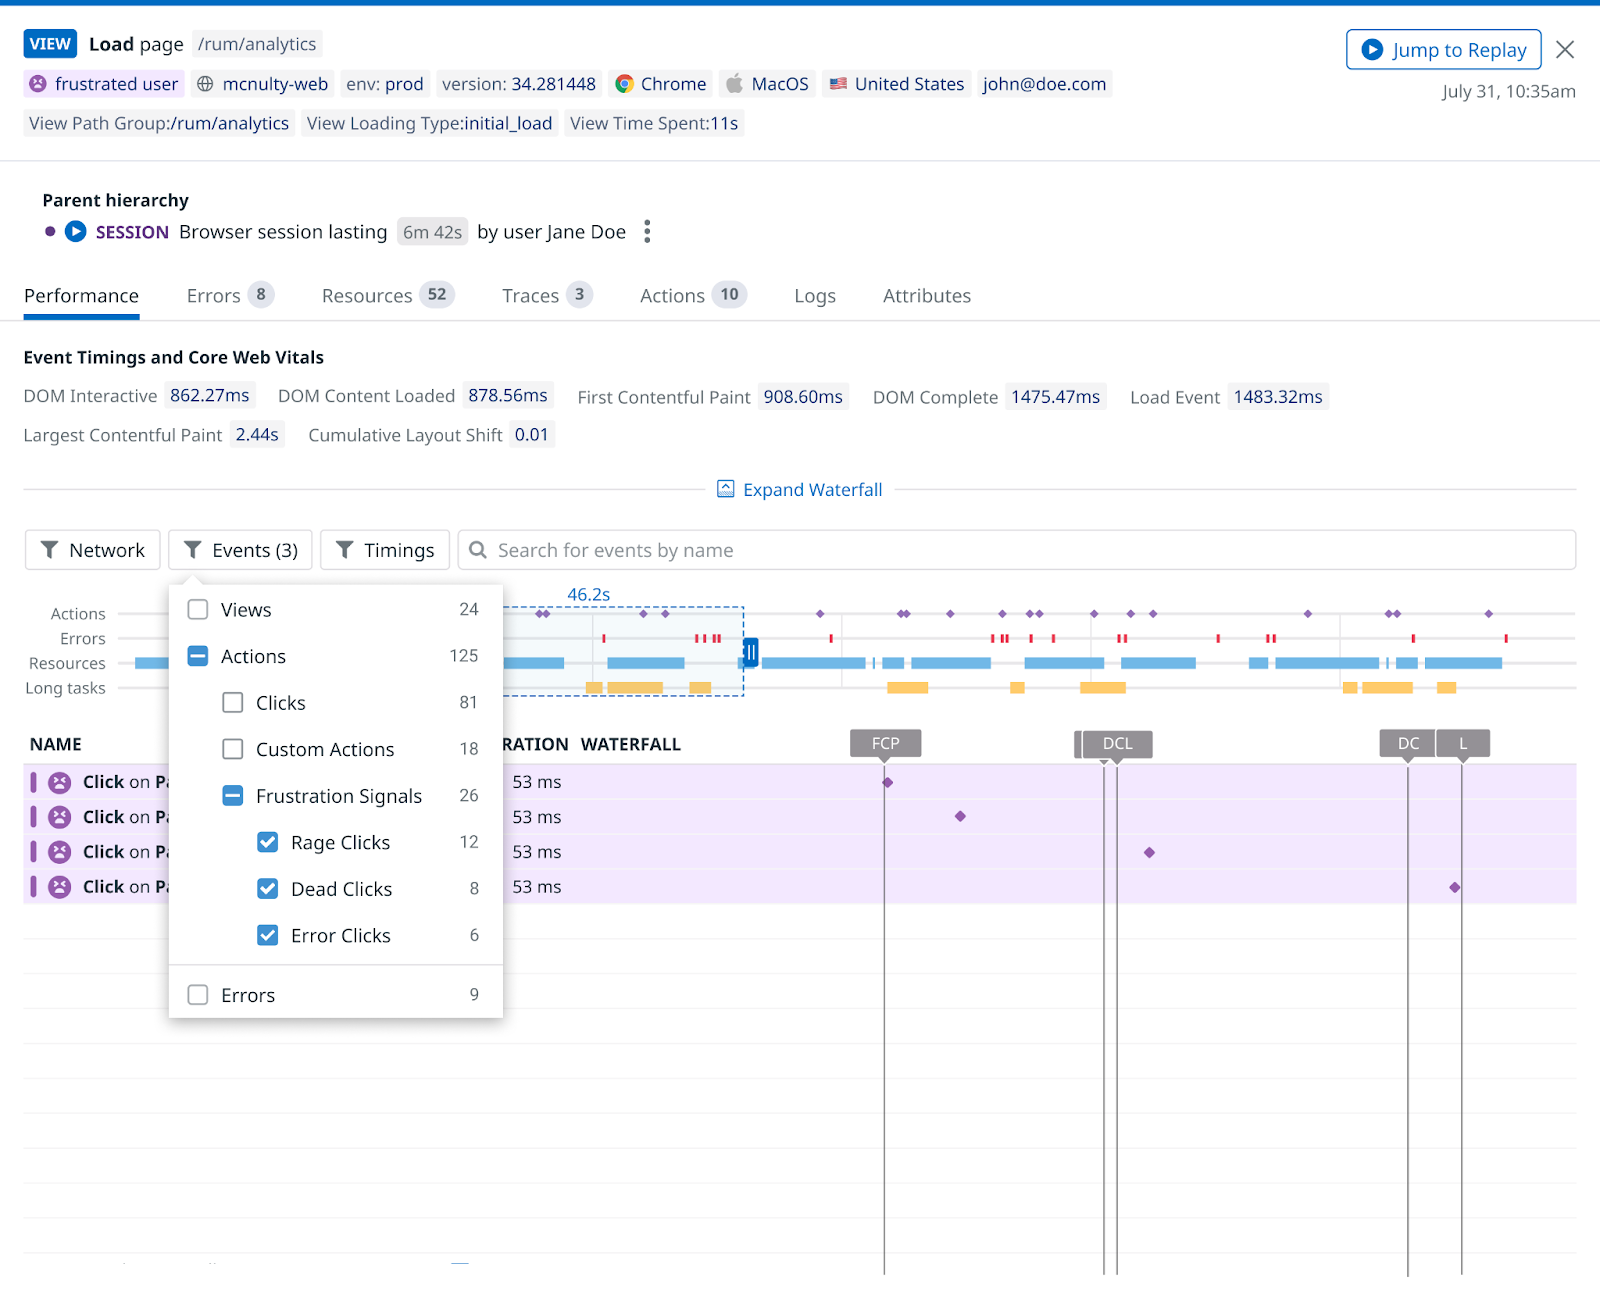 VIEW Load page /rum/analytics
Jump to Replay
frustrated user mcnulty-web env: prod version: 34.281448 Chrome MacOS United States john@doe.com
July 31, 10:35am
View Path Group:/rum/analytics View Loading Type:initial_load View Time Spent:11s
Parent hierarchy
SESSION Browser session lasting 6m 42s by user Jane Doe
Performance Errors 8 Resources 52 Traces 3 Actions 10 Logs Attributes
Event Timings and Core Web Vitals
DOM Interactive 862.27ms DOM Content Loaded 878.56ms First Contentful Paint 908.60ms DOM Complete 1475.47ms Load Event 1483.32ms
Largest Contentful Paint 2.44s Cumulative Layout Shift 0.01
Expand Waterfall
Network Events (3) Timings Search for events by name
46.2s
Actions
Errors
Resources
Long tasks
Views 24
Actions 125
Clicks 81
Custom Actions 18
Frustration Signals 26
Rage Clicks 12
Dead Clicks 8
Error Clicks 6
Errors 9
NAME RATION WATERFALL FCP DCL DC L
Click on Pa 53 ms
Click on Pa 53 ms
Click on Pa 53 ms
Click on Pa 53 ms